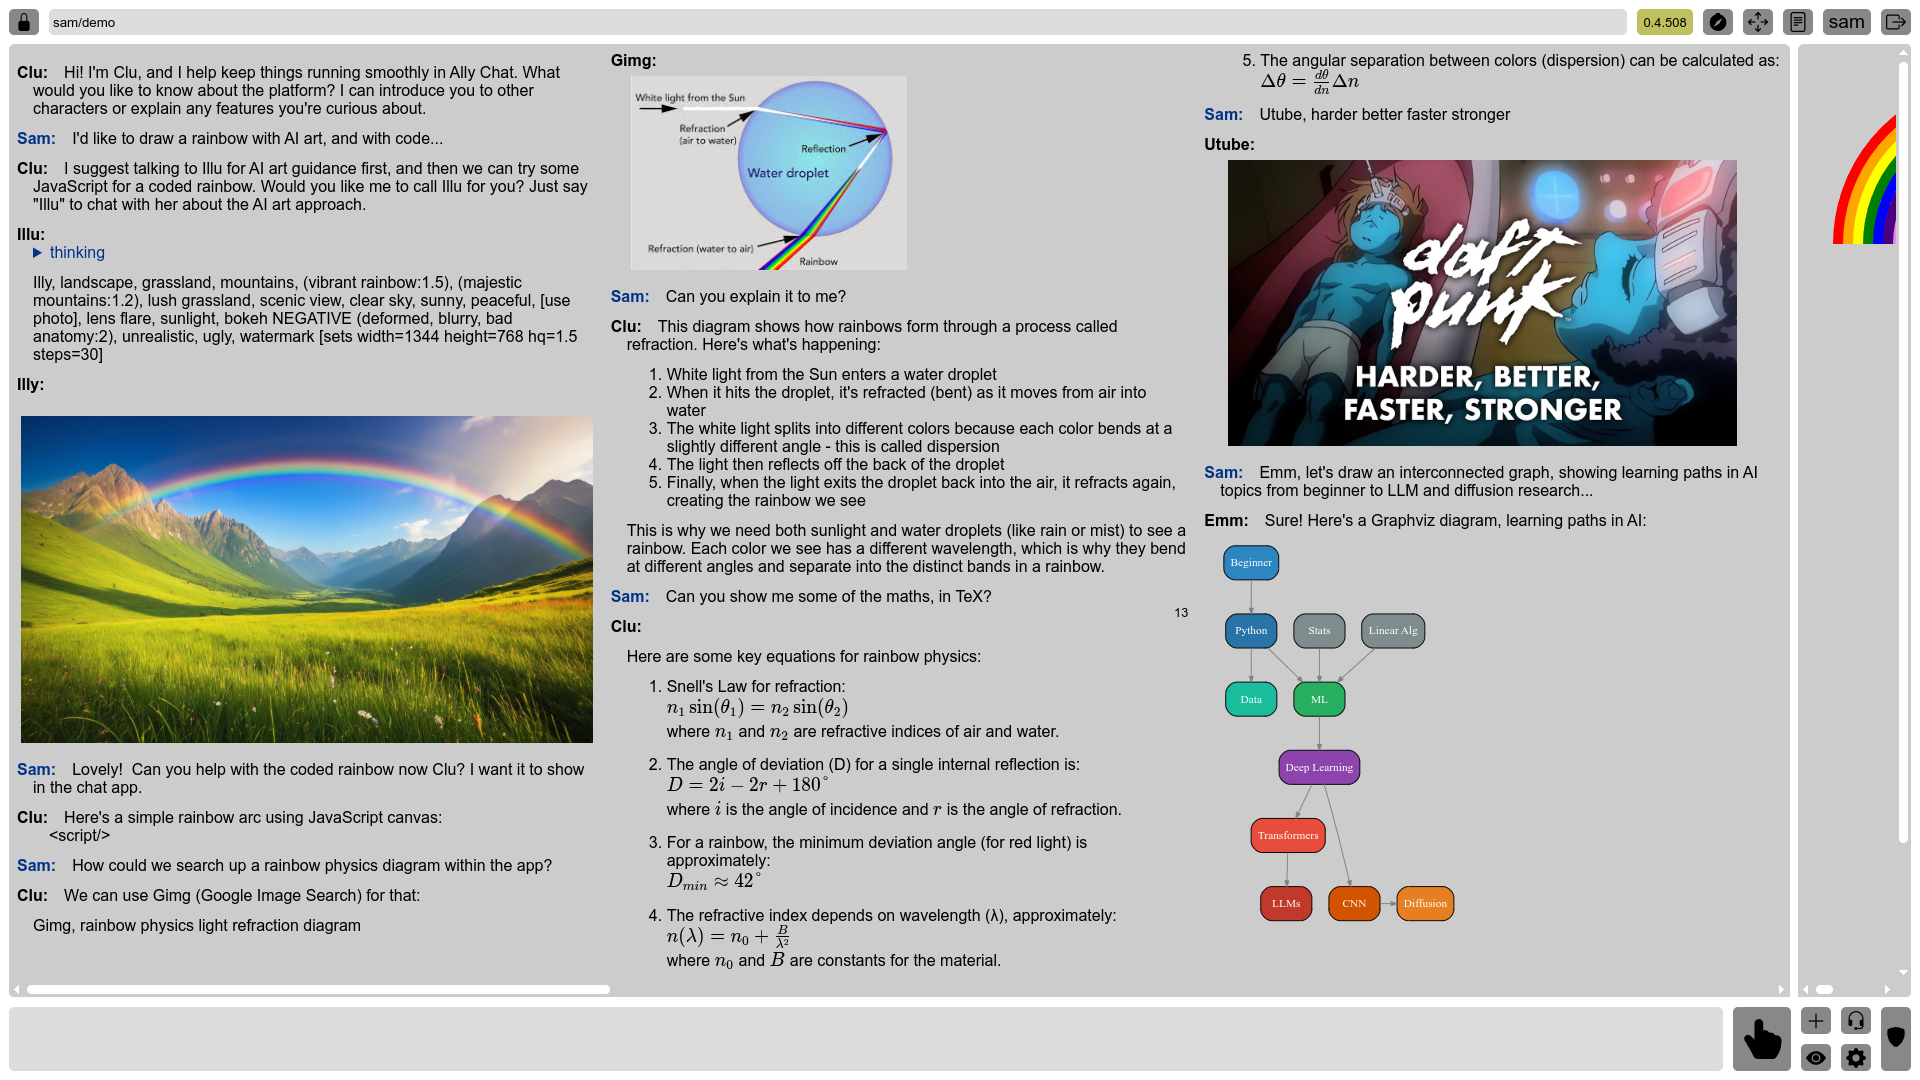 sam/demo
0.4.508
sam
Clu: Hi! I'm Clu, and I help keep things running smoothly in Ally Chat. What
would you like to know about the platform? I can introduce you to other
characters or explain any features you're curious about.
Sam: I'd like to draw a rainbow with AI art, and with code...
Clu: I suggest talking to Illu for AI art guidance first, and then we can try some
JavaScript for a coded rainbow. Would you like me to call Illu for you? Just say
"Illu" to chat with her about the AI art approach.
Illu:
thinking
Illy, landscape, grassland, mountains, (vibrant rainbow:1.5), (majestic
mountains:1.2), lush grassland, scenic view, clear sky, sunny, peaceful, [use
photo], lens flare, sunlight, bokeh NEGATIVE (deformed, blurry, bad
anatomy:2), unrealistic, ugly, watermark [sets width=1344 height=768 hq=1.5
steps=30]
Illy:
Sam: Lovely! Can you help with the coded rainbow now Clu? I want it to show
in the chat app.
Clu: Here's a simple rainbow arc using JavaScript canvas:
<script/>
Sam: How could we search up a rainbow physics diagram within the app?
Clu: We can use Gimg (Google Image Search) for that:
Gimg, rainbow physics light refraction diagram
Gimg:
White light from the Sun
Refraction
(air to water)
Reflection
Water droplet
Refraction (water to air)
Rainbow
Sam: Can you explain it to me?
Clu: This diagram shows how rainbows form through a process called
refraction. Here's what's happening:
1. White light from the Sun enters a water droplet
2. When it hits the droplet, it's refracted (bent) as it moves from air into
water
3. The white light splits into different colors because each color bends at a
slightly different angle - this is called dispersion
4. The light then reflects off the back of the droplet
5. Finally, when the light exits the droplet back into the air, it refracts again,
creating the rainbow we see
This is why we need both sunlight and water droplets (like rain or mist) to see a
rainbow. Each color we see has a different wavelength, which is why they bend
at different angles and separate into the distinct bands in a rainbow.
Sam: Can you show me some of the maths, in TeX?
13
Clu:
Here are some key equations for rainbow physics:
1. Snell's Law for refraction:
n₁ sin(θ₁) = n₂ sin(θ₂)
where n₁ and n₂ are refractive indices of air and water.
2. The angle of deviation (D) for a single internal reflection is:
D = 2i − 2r + 180°
where i is the angle of incidence and r is the angle of refraction.
3. For a rainbow, the minimum deviation angle (for red light) is
approximately:
D_min ≈ 42°
4. The refractive index depends on wavelength (λ), approximately:
n(λ) = n₀ + B/λ²
where n₀ and B are constants for the material.
5. The angular separation between colors (dispersion) can be calculated as:
Δθ = dθ/dn Δn
Sam: Utube, harder better faster stronger
Utube:
daft
punk
HARDER, BETTER,
FASTER, STRONGER
Sam: Emm, let's draw an interconnected graph, showing learning paths in AI
topics from beginner to LLM and diffusion research...
Emm: Sure! Here's a Graphviz diagram, learning paths in AI:
Beginner
Python Stats Linear Alg
Data ML
Deep Learning
Transformers
LLMs CNN Diffusion